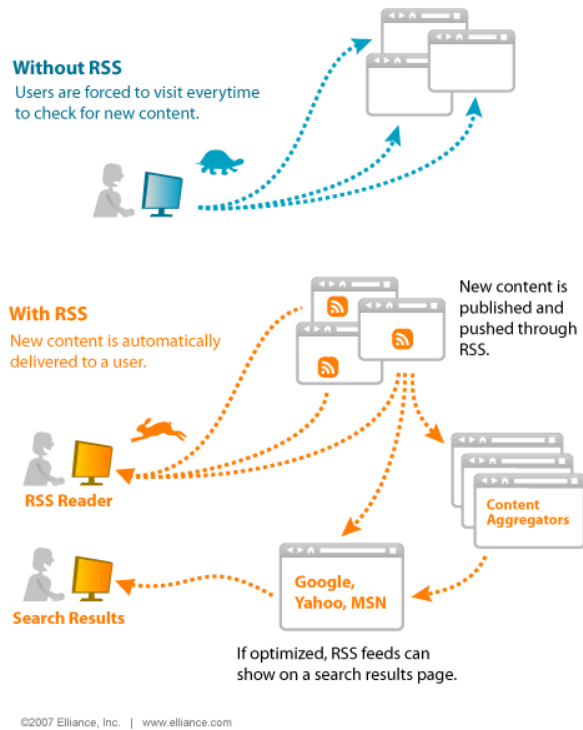 Without RSS
Users are forced to visit everytime
to check for new content.
With RSS
New content is automatically
delivered to a user.
New content is
published and
pushed through
RSS.
RSS Reader
Content
Aggregators
Google,
Yahoo, MSN
Search Results
If optimized, RSS feeds can
show on a search results page.
©2007 Elliance, Inc. | www.elliance.com